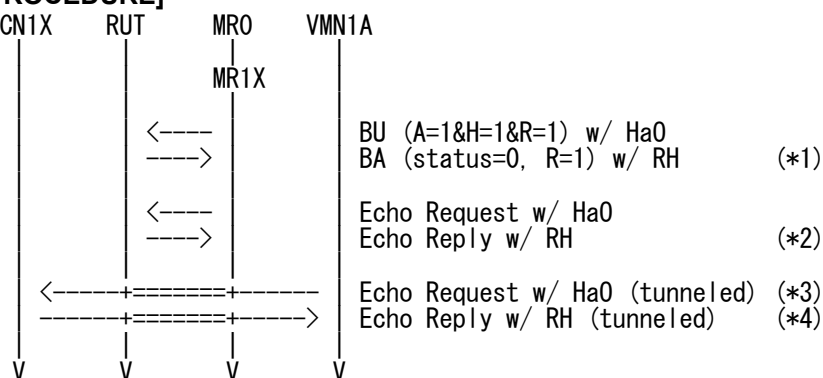 ROCEDURE]
CN1X RUT MR0 VMN1A
MR1X
<---- BU (A=1&H=1&R=1) w/ HaO
----> BA (status=0, R=1) w/ RH (*1)
<---- Echo Request w/ HaO
----> Echo Reply w/ RH (*2)
<------+=======+------ Echo Request w/ HaO (tunneled) (*3)
------+=======+-----> Echo Reply w/ RH (tunneled) (*4)
V V V V